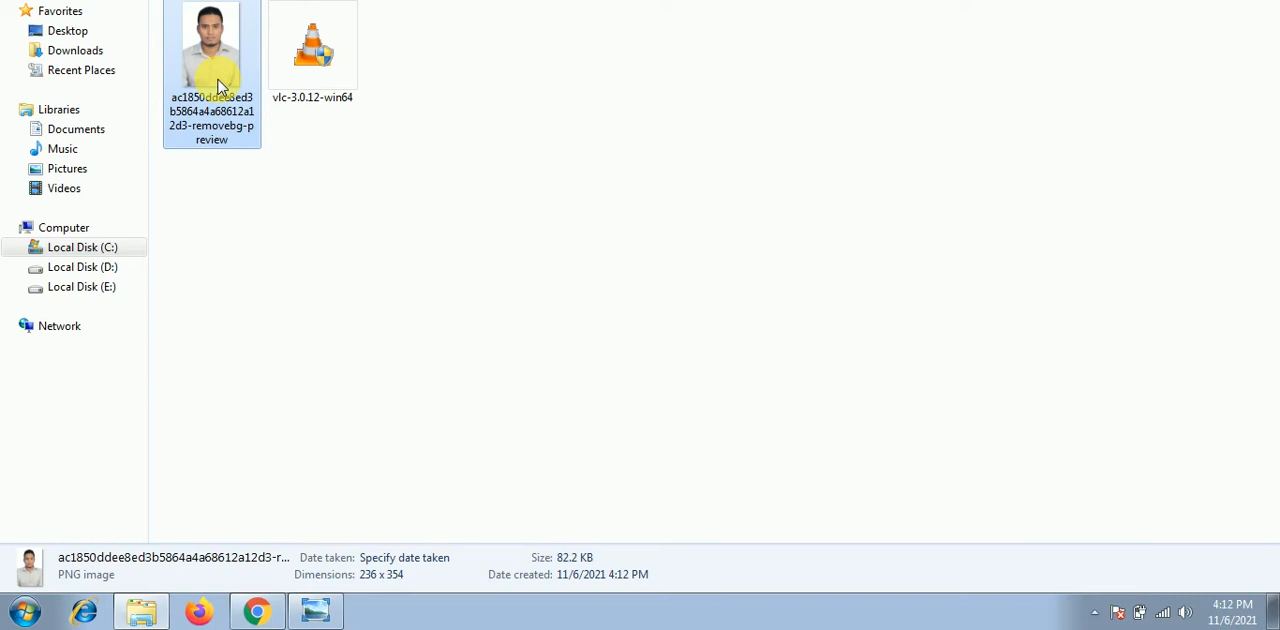 Favorites
Desktop
Downloads
Recent Places
Libraries
Documents
Music
Pictures
Videos
Computer
Local Disk (C:)
Local Disk (D:)
Local Disk (E:)
Network
ac1850ddee8ed3
b5864a4a68612a1
2d3-removebg-p
review
vlc-3.0.12-win64
ac1850ddee8ed3b5864a4a68612a12d3-r...
Date taken: Specify date taken
Size: 82.2 KB
PNG image
Dimensions: 236 x 354
Date created: 11/6/2021 4:12 PM
4:12 PM
11/6/2021